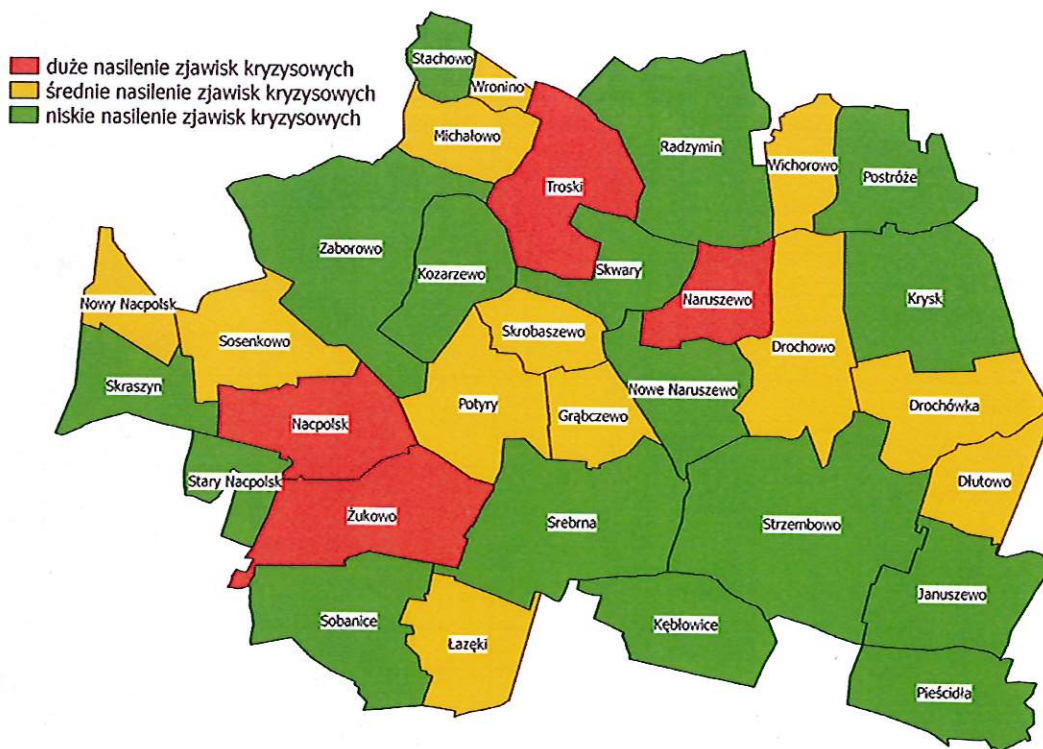 duże nasilenie zjawisk kryzysowych
średnie nasilenie zjawisk kryzysowych
niskie nasilenie zjawisk kryzysowych
Stachowo
Wronino
Michałowo
Radzymin
Wichorowo
Postróże
Troski
Zaborowo
Kozarzewo
Skwary
Naruszewo
Krysk
Nowy Nacpolsk
Sosenkowo
Skrobaszewo
Drochowo
Skraszyn
Nowe Naruszewo
Potyry
Grąbczewo
Drochówka
Nacpolsk
Stary Nacpolsk
Dłutowo
Żukowo
Srebrna
Strzembowo
Januszewo
Sobanice
Łazęki
Kębłowice
Pieścidła